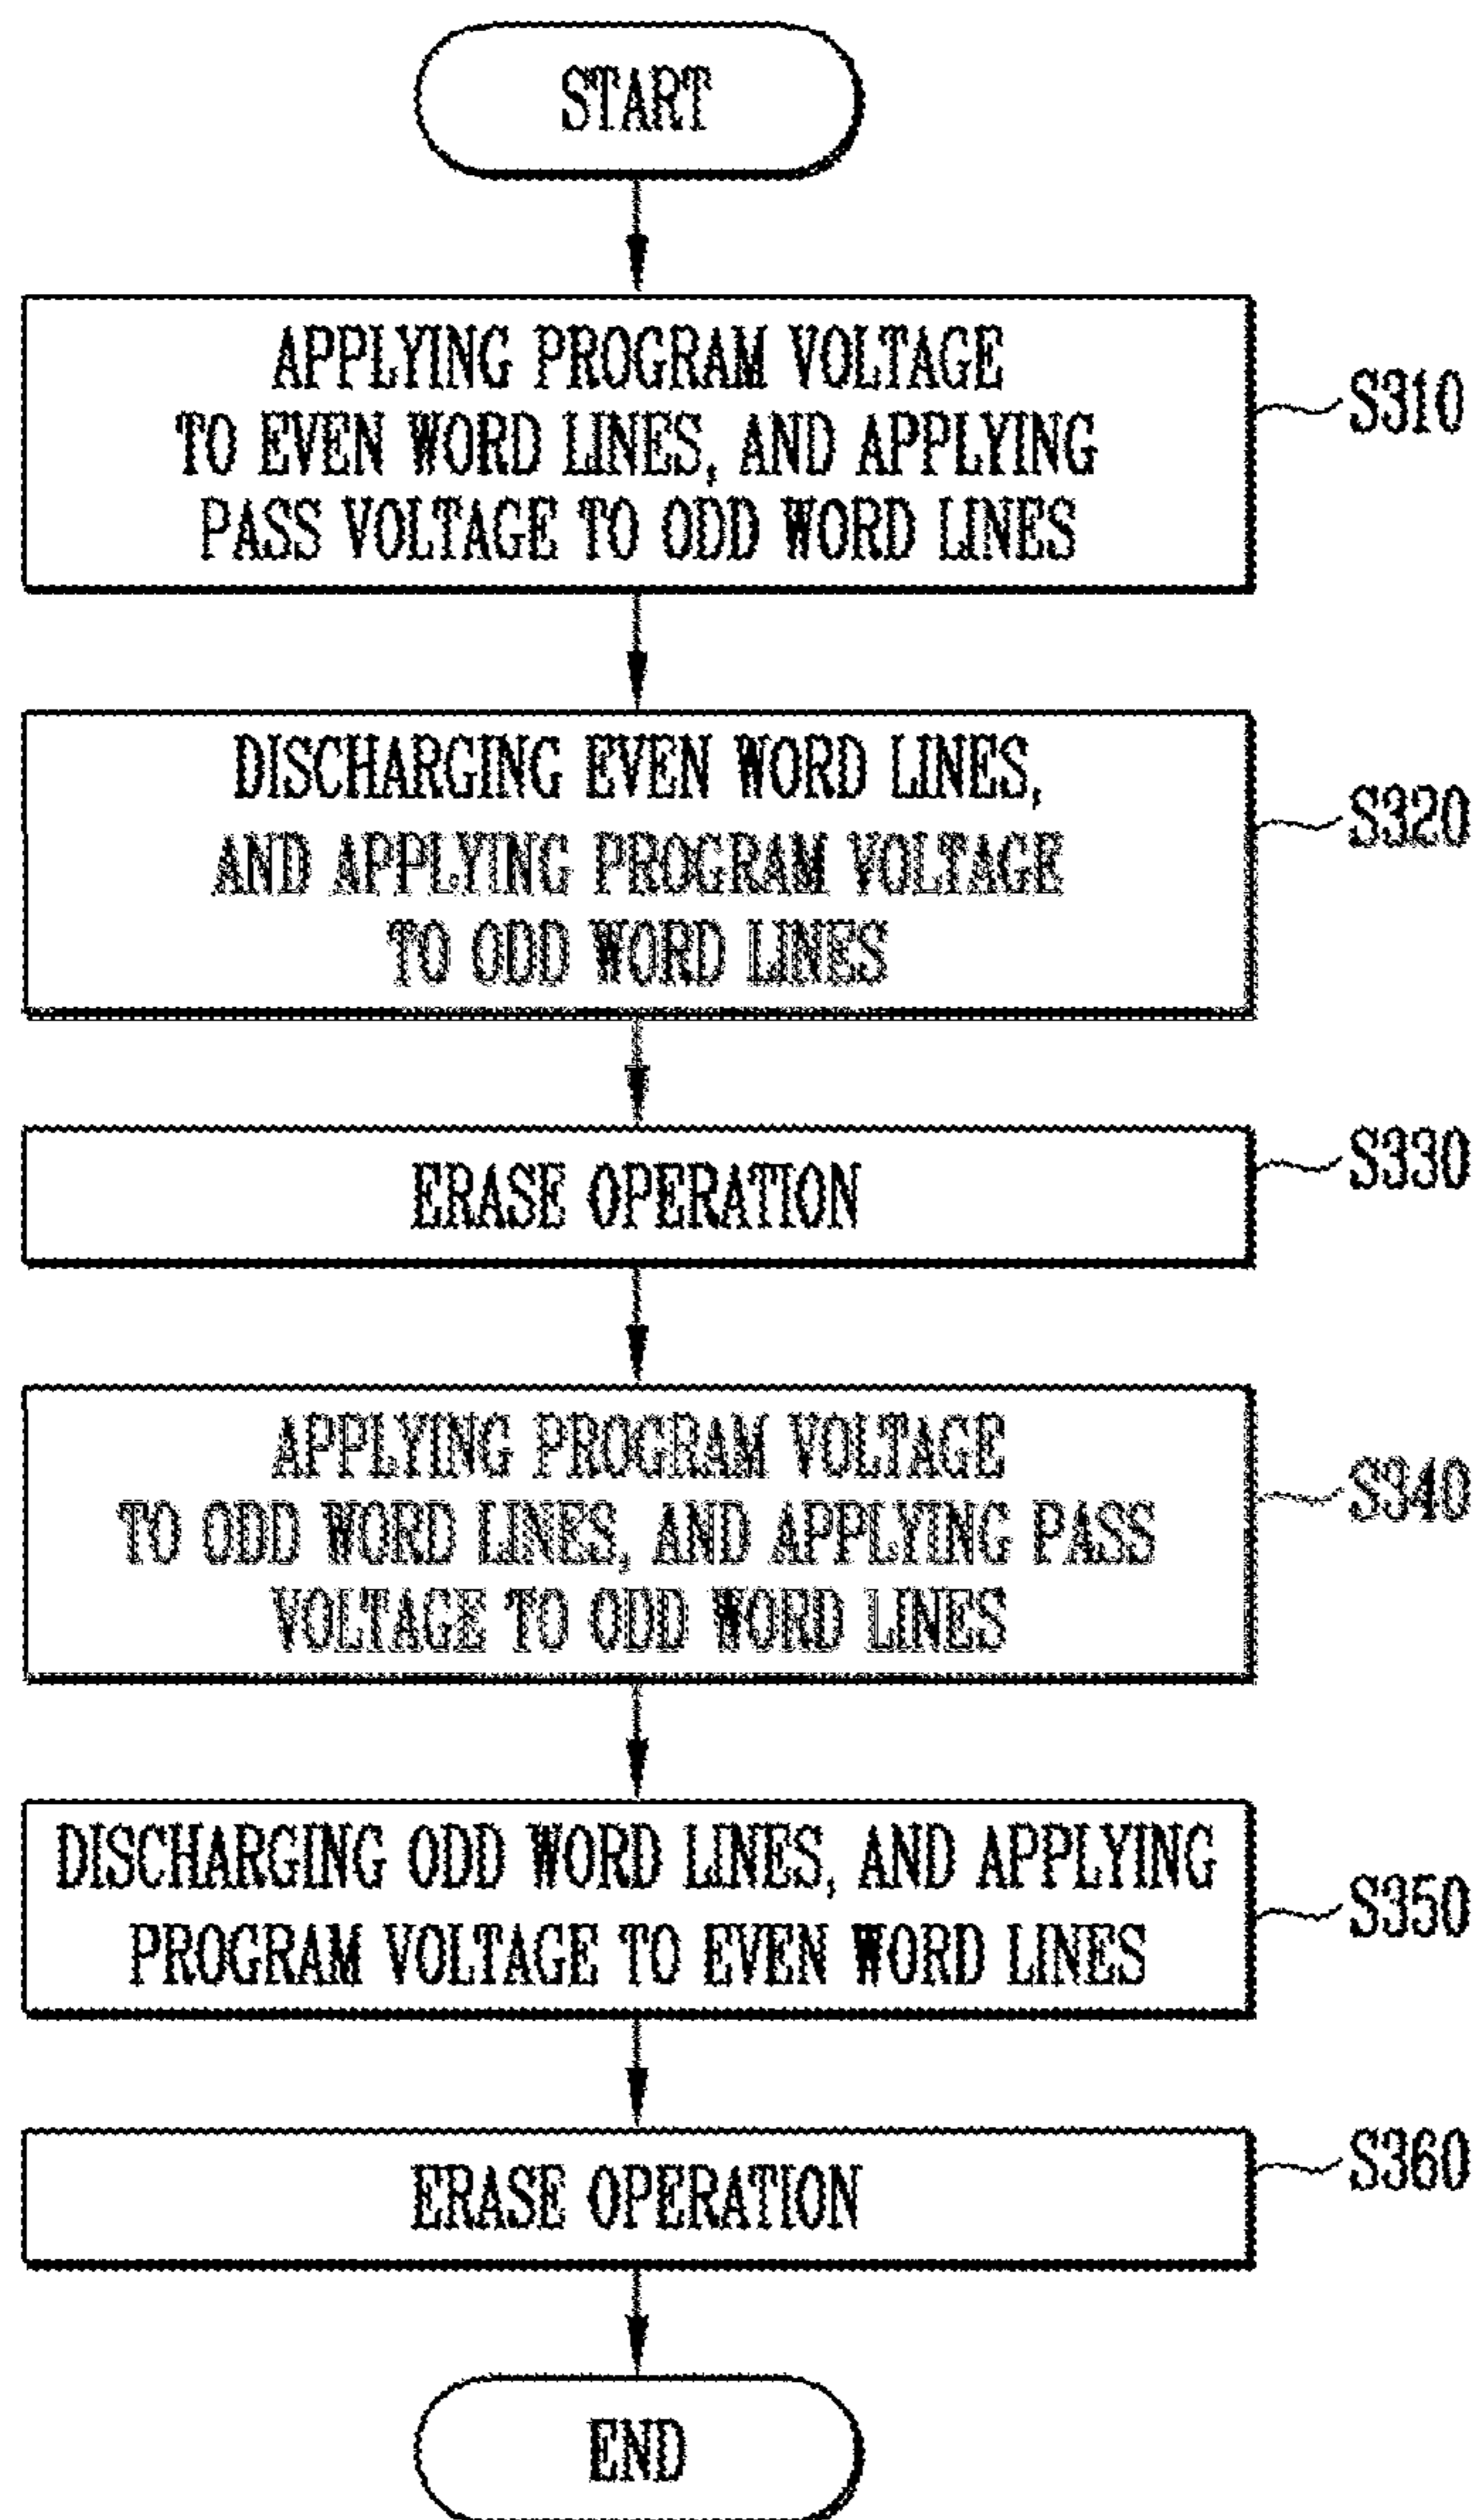 START
APPLYING PROGRAM VOLTAGE
TO EVEN WORD LINES, AND APPLYING
PASS VOLTAGE TO ODD WORD LINES
S310
DISCHARGING EVEN WORD LINES,
AND APPLYING PROGRAM VOLTAGE
TO ODD WORD LINES
S320
ERASE OPERATION
S330
APPLYING PROGRAM VOLTAGE
TO ODD WORD LINES, AND APPLYING PASS
VOLTAGE TO ODD WORD LINES
S340
DISCHARGING ODD WORD LINES, AND APPLYING
PROGRAM VOLTAGE TO EVEN WORD LINES
S350
ERASE OPERATION
S360
END